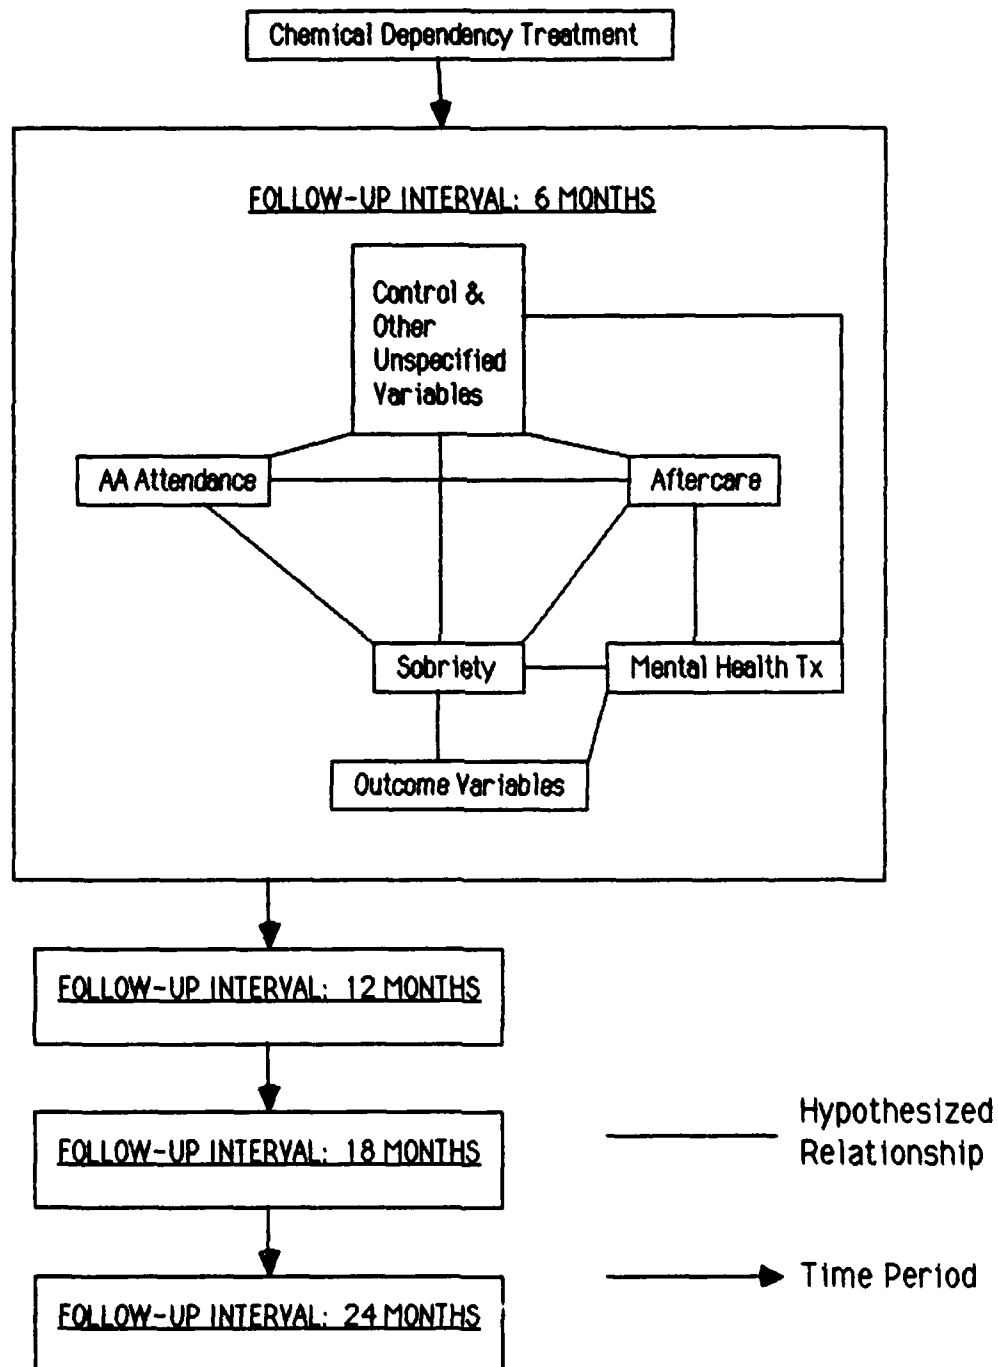 Chemical Dependency Treatment
FOLLOW-UP INTERVAL: 6 MONTHS
Control &
Other
Unspecified
Variables
AA Attendance
Aftercare
Sobriety
Mental Health Tx
Outcome Variables
FOLLOW-UP INTERVAL: 12 MONTHS
FOLLOW-UP INTERVAL: 18 MONTHS
Hypothesized
Relationship
Time Period
FOLLOW-UP INTERVAL: 24 MONTHS